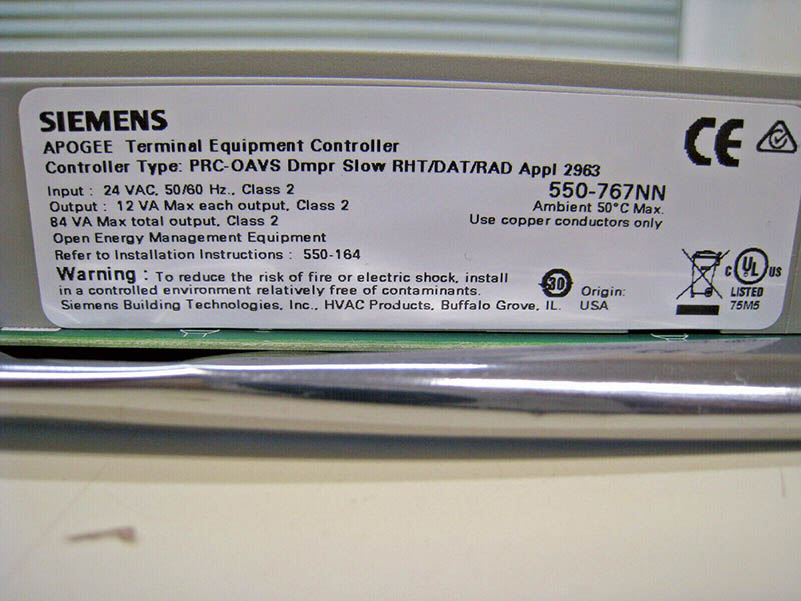 SIEMENS
APOGEE Terminal Equipment Controller
Controller Type: PRC-OAVS Dmpr Slow RHT/DAT/RAD Appl 2963
Input : 24 VAC, 50/60 Hz., Class 2
550-767NN
Output : 12 VA Max each output, Class 2
Ambient 50°C Max.
84 VA Max total output, Class 2
Use copper conductors only
Open Energy Management Equipment
Refer to Installation Instructions : 550-164
Warning : To reduce the risk of fire or electric shock, install
in a controlled environment relatively free of contaminants.
Siemens Building Technologies, Inc., HVAC Products, Buffalo Grove, IL.
30
Origin:
USA
CE
C UL US
LISTED
75M5